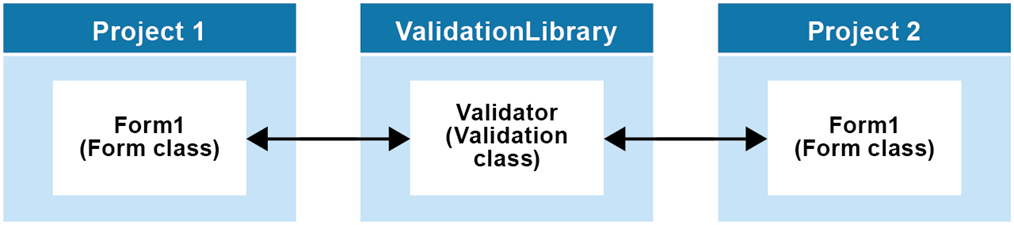 Project 1
ValidationLibrary
Project 2
Form1
(Form class)
Validator
(Validation
class)
Form1
(Form class)